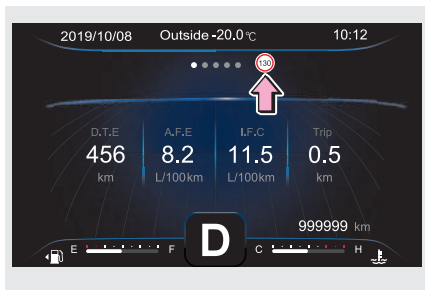 2019/10/08 Outside -20.0 °C 10:12
130
D.T.E A.F.E I.F.C Trip
456 8.2 11.5 0.5
km L/100km L/100km km
999999 km
E F D C H